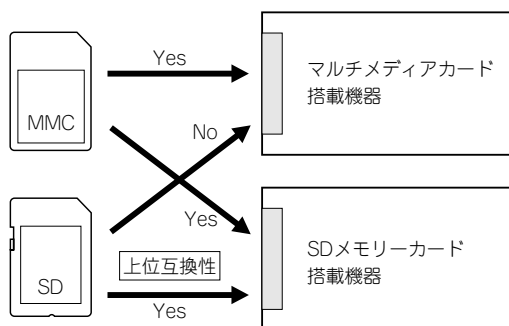 MMC
Yes
マルチメディアカード
搭載機器
No
Yes
SD
上位互換性
Yes
SDメモリーカード
搭載機器